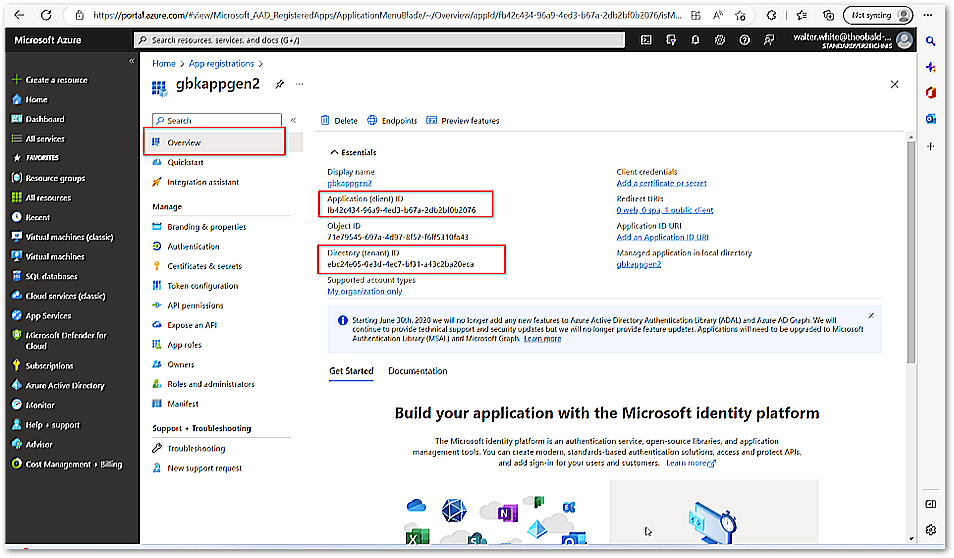 https://portal.azure.com/#view/Microsoft_AAD_RegisteredApps/ApplicationMenuBlade/~/Overview/appId/fb42c434-96a9-4ed3-b67a-2db2bf0b2076/isM...
Not syncing
Microsoft Azure
Search resources, services, and docs (G+/)
walter.white@theobald-...
STANDARDVERZEICHNIS
Create a resource
Home
Dashboard
All services
FAVORITES
Resource groups
All resources
Recent
Virtual machines (classic)
Virtual machines
SQL databases
Cloud services (classic)
App Services
Microsoft Defender for
Cloud
Subscriptions
Azure Active Directory
Monitor
Help + support
Advisor
Cost Management + Billing
Home > App registrations >
gbkappgen2
Search
Overview
Quickstart
Integration assistant
Manage
Branding & properties
Authentication
Certificates & secrets
Token configuration
API permissions
Expose an API
App roles
Owners
Roles and administrators
Manifest
Support + Troubleshooting
Troubleshooting
New support request
Delete
Endpoints
Preview features
Essentials
Display name
gbkappgen2
Application (client) ID
fb42c434-96a9-4ed3-b67a-2db2bf0b2076
Object ID
71e79545-697a-4d97-8f52-f6ff5310fa43
Directory (tenant) ID
ebc24e05-0e3d-4ec7-bf31-a43c2ba20eca
Supported account types
My organization only
Client credentials
Add a certificate or secret
Redirect URIs
0 web, 0 spa, 1 public client
Application ID URI
Add an Application ID URI
Managed application in local directory
gbkappgen2
Starting June 30th, 2020 we will no longer add any new features to Azure Active Directory Authentication Library (ADAL) and Azure AD Graph. We will
continue to provide technical support and security updates but we will no longer provide feature updates. Applications will need to be upgraded to Microsoft
Authentication Library (MSAL) and Microsoft Graph. Learn more
Get Started
Documentation
Build your application with the Microsoft identity platform
The Microsoft identity platform is an authentication service, open-source libraries, and application
management tools. You can create modern, standards-based authentication solutions, access and protect APIs,
and add sign-in for your users and customers. Learn more